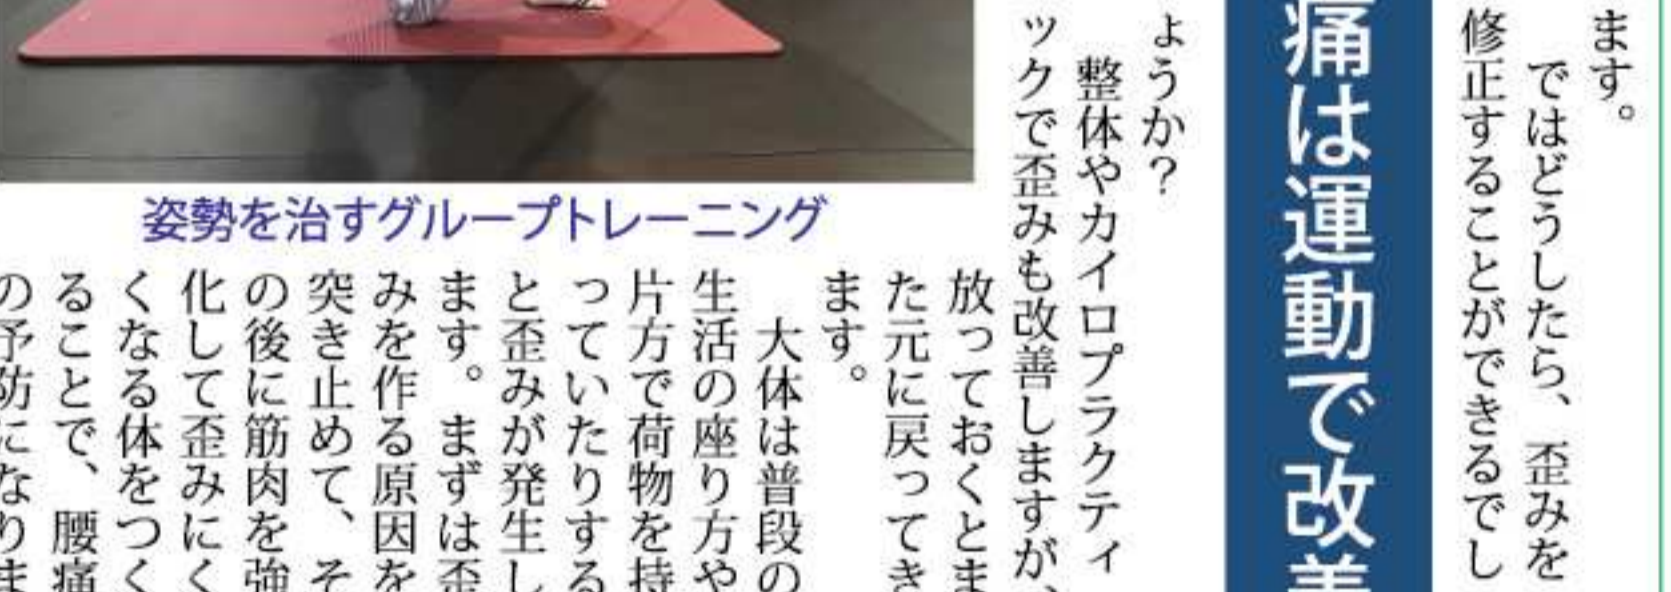 ます。
ではどうしたら、歪みを
修正することができるでし
痛は運動で改善
ょうか？
整体やカイロプラクティ
ックで歪みも改善しますが、
放っておくとま
た元に戻ってき
ます。
大体は普段の
生活の座り方や
片方で荷物を持
っていたりする
と歪みが発生し
ます。まずは歪
みを作る原因を
突き止めて、そ
の後に筋肉を強
化して歪みにく
くなる体をつく
ることで、腰痛
の予防になりま
姿勢を治すグループトレーニング